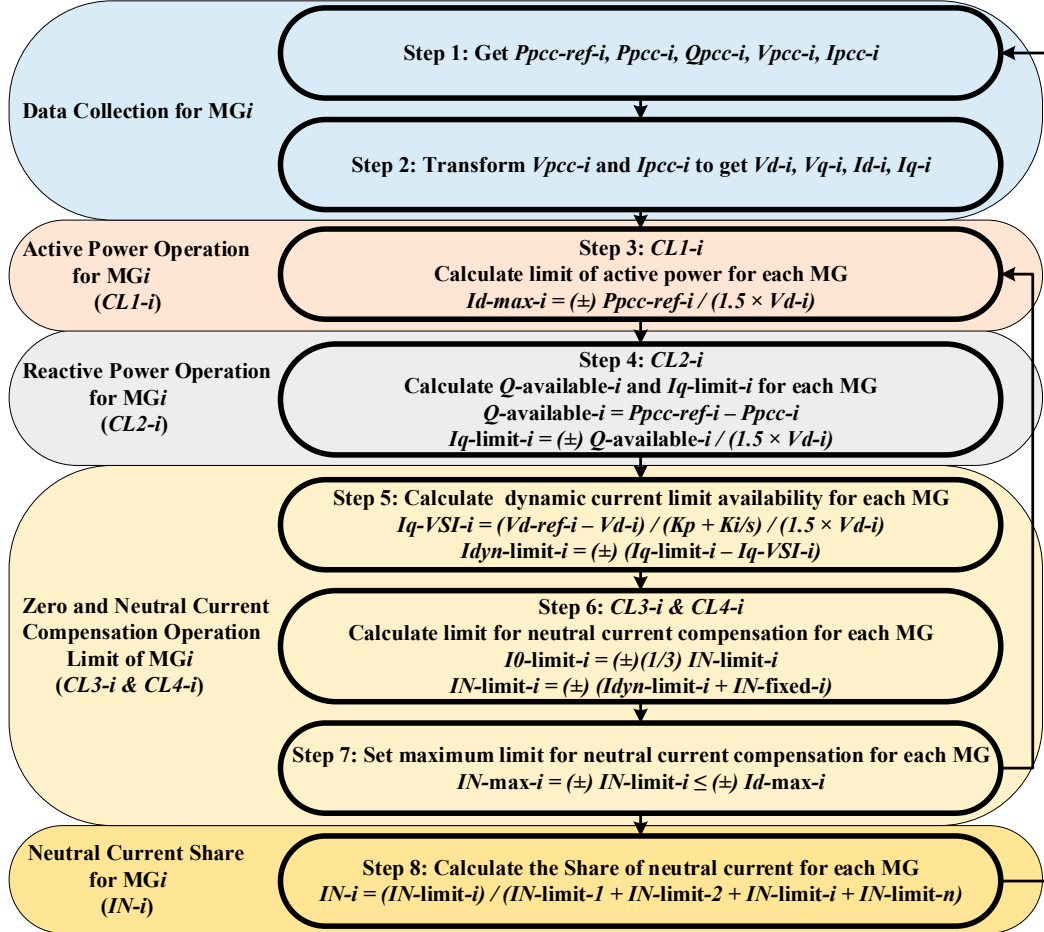 Step 1: Get Ppcc-ref-i, Ppcc-i, Qpcc-i, Vpcc-i, Ipcc-i
Data Collection for MGi
Step 2: Transform Vpcc-i and Ipcc-i to get Vd-i, Vq-i, Id-i, Iq-i
Active Power Operation
for MGi
(CL1-i)
Step 3: CL1-i
Calculate limit of active power for each MG
Id-max-i = (±) Ppcc-ref-i / (1.5 × Vd-i)
Reactive Power Operation
for MGi
(CL2-i)
Step 4: CL2-i
Calculate Q-available-i and Iq-limit-i for each MG
Q-available-i = Ppcc-ref-i – Ppcc-i
Iq-limit-i = (±) Q-available-i / (1.5 × Vd-i)
Zero and Neutral Current
Compensation Operation
Limit of MGi
(CL3-i & CL4-i)
Step 5: Calculate dynamic current limit availability for each MG
Iq-VSI-i = (Vd-ref-i – Vd-i) / (Kp + Ki/s) / (1.5 × Vd-i)
Idyn-limit-i = (±) (Iq-limit-i – Iq-VSI-i)
Step 6: CL3-i & CL4-i
Calculate limit for neutral current compensation for each MG
I0-limit-i = (±)(1/3) IN-limit-i
IN-limit-i = (±) (Idyn-limit-i + IN-fixed-i)
Step 7: Set maximum limit for neutral current compensation for each MG
IN-max-i = (±) IN-limit-i ≤ (±) Id-max-i
Neutral Current Share
for MGi
(IN-i)
Step 8: Calculate the Share of neutral current for each MG
IN-i = (IN-limit-i) / (IN-limit-1 + IN-limit-2 + IN-limit-i + IN-limit-n)